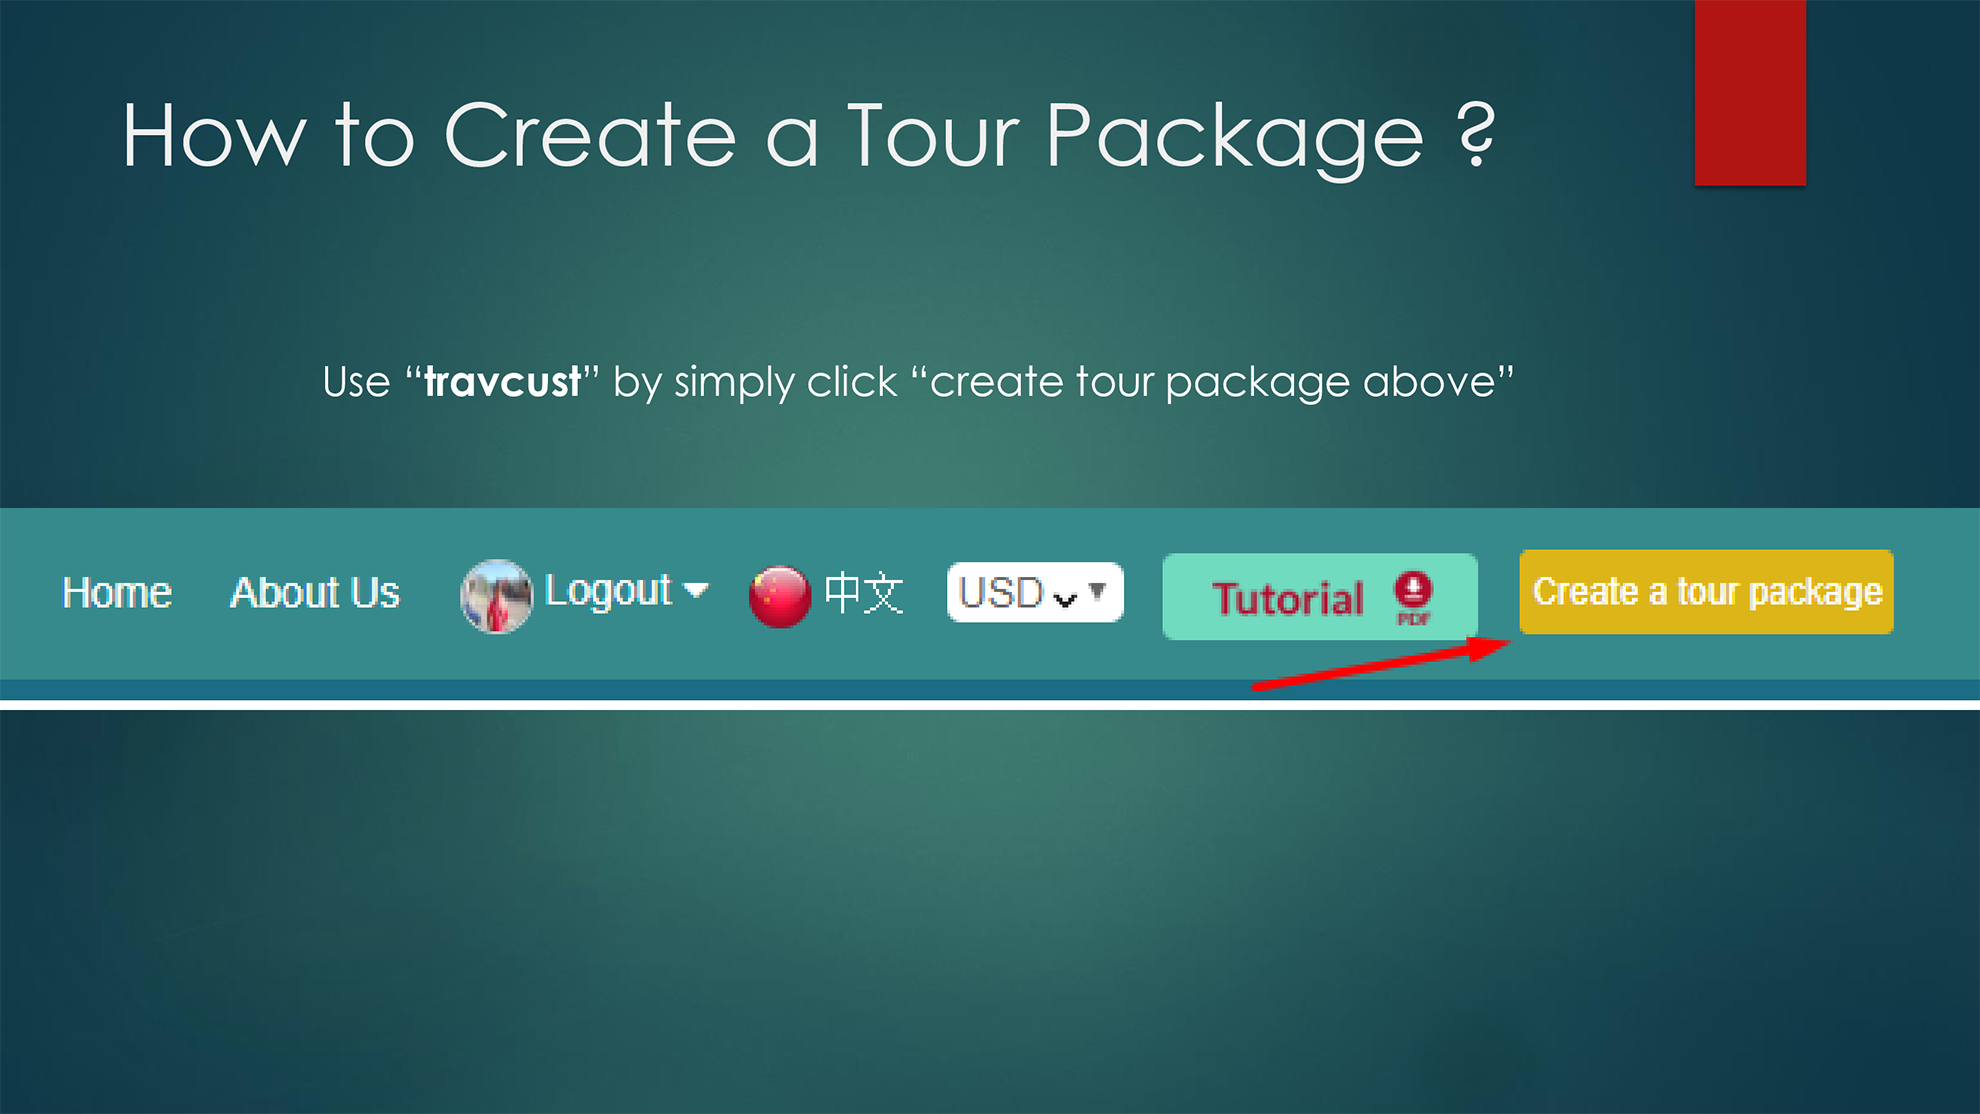 How to Create a Tour Package ?
Use “travcust” by simply click “create tour package above”
Home About Us Logout 中文 USD Tutorial PDF Create a tour package